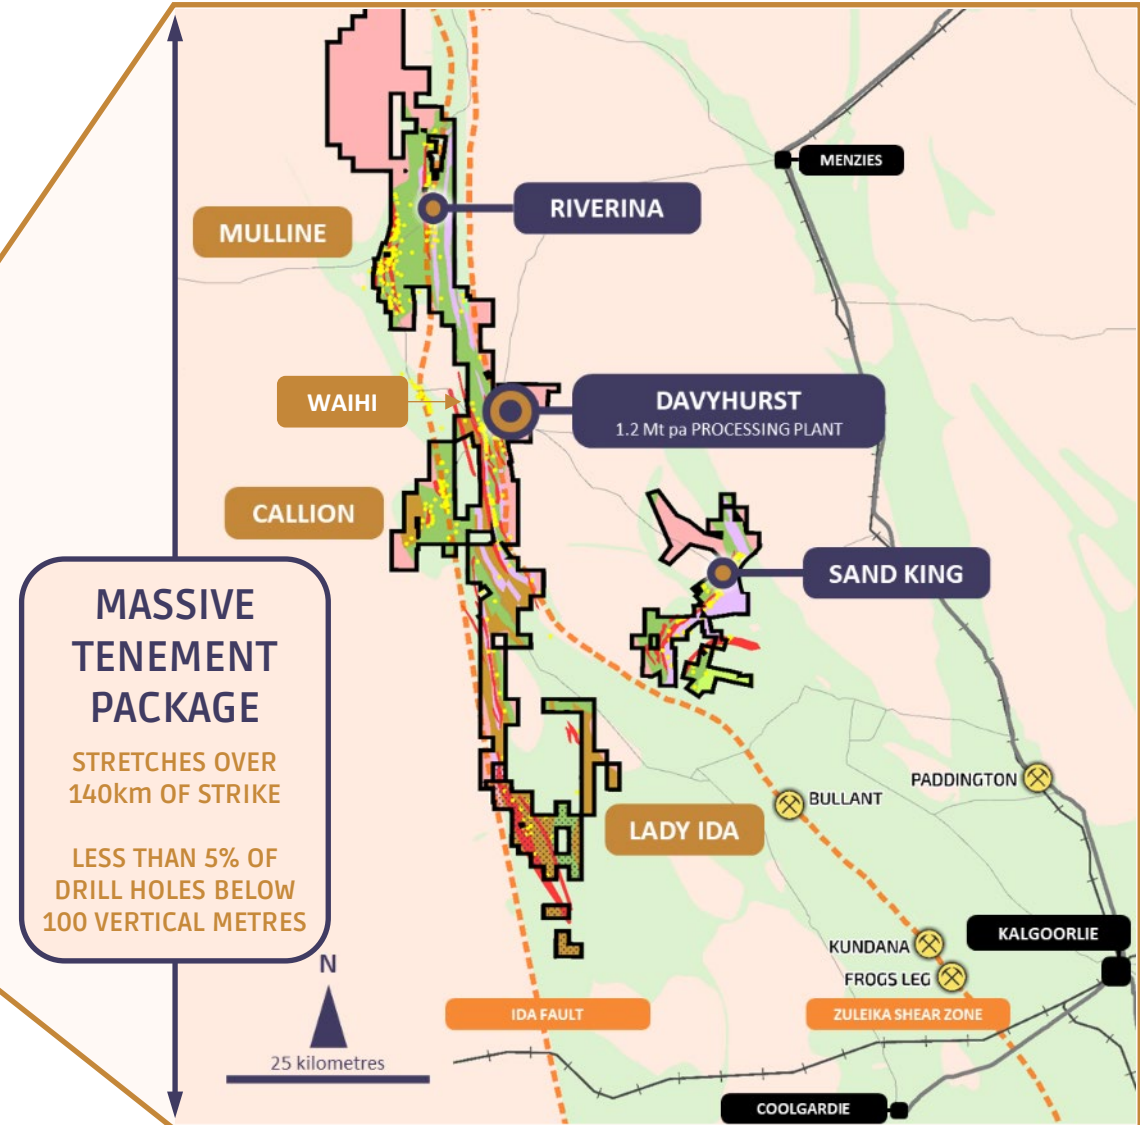 MENZIES
RIVERINA
MULLINE
WAIHI
DAVYHURST
1.2 Mt pa PROCESSING PLANT
CALLION
SAND KING
MASSIVE
TENEMENT
PACKAGE
STRETCHES OVER
140km OF STRIKE
LESS THAN 5% OF
DRILL HOLES BELOW
100 VERTICAL METRES
PADDINGTON
BULLANT
LADY IDA
KALGOORLIE
KUNDANA
FROGS LEG
N
IDA FAULT
ZULEIKA SHEAR ZONE
25 kilometres
COOLGARDIE